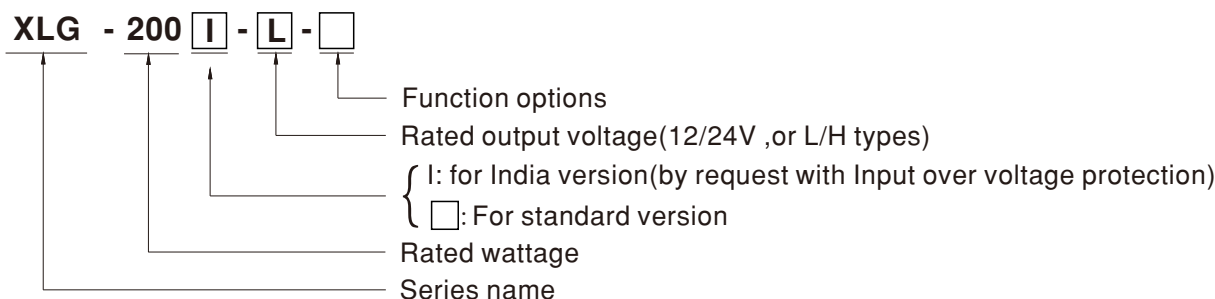 XLG - 200 I - L - □
Function options
Rated output voltage(12/24V ,or L/H types)
I: for India version(by request with Input over voltage protection)
□: For standard version
Rated wattage
Series name